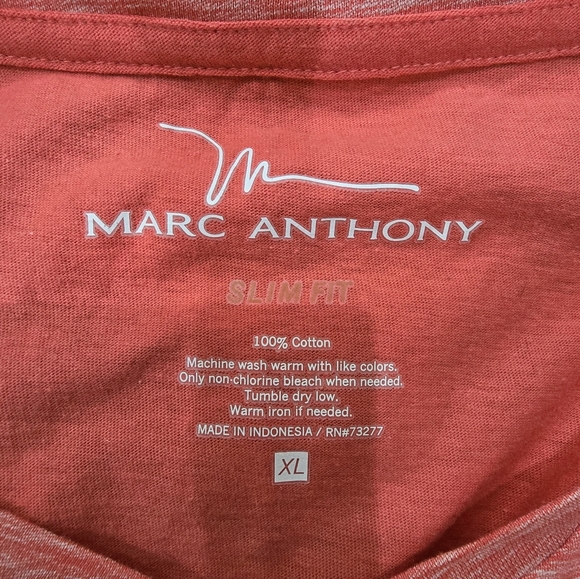 MARC ANTHONY
SLIM FIT
100% Cotton
Machine wash warm with like colors.
Only non-chlorine bleach when needed.
Tumble dry low.
Warm iron if needed.
MADE IN INDONESIA / RN#73277
XL